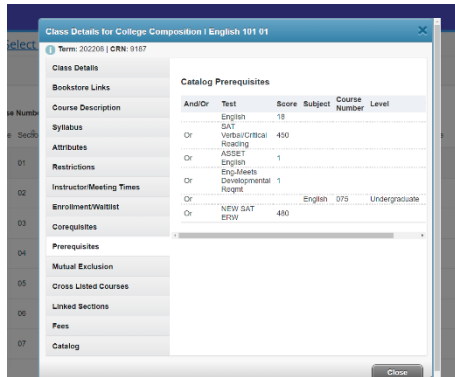 Class Details for College Composition I English 101 01
Select
Term: 202208 | CRN: 9187
Class Details
Bookstore Links
Course Description
Syllabus
Attributes
Restrictions
Instructor/Meeting Times
Enrollment/Waitlist
Corequisites
Prerequisites
Mutual Exclusion
Cross Listed Courses
Linked Sections
Fees
Catalog
Catalog Prerequisites
And/Or Test Score Subject Course Number Level
English 18
Or SAT Verbal/Critical Reading 450
Or ASSET English 1
Or Eng-Meets Developmental Reqmt 1
Or English 075 Undergraduate
Or NEW SAT ERW 480
Close
01
02
03
04
05
06
07